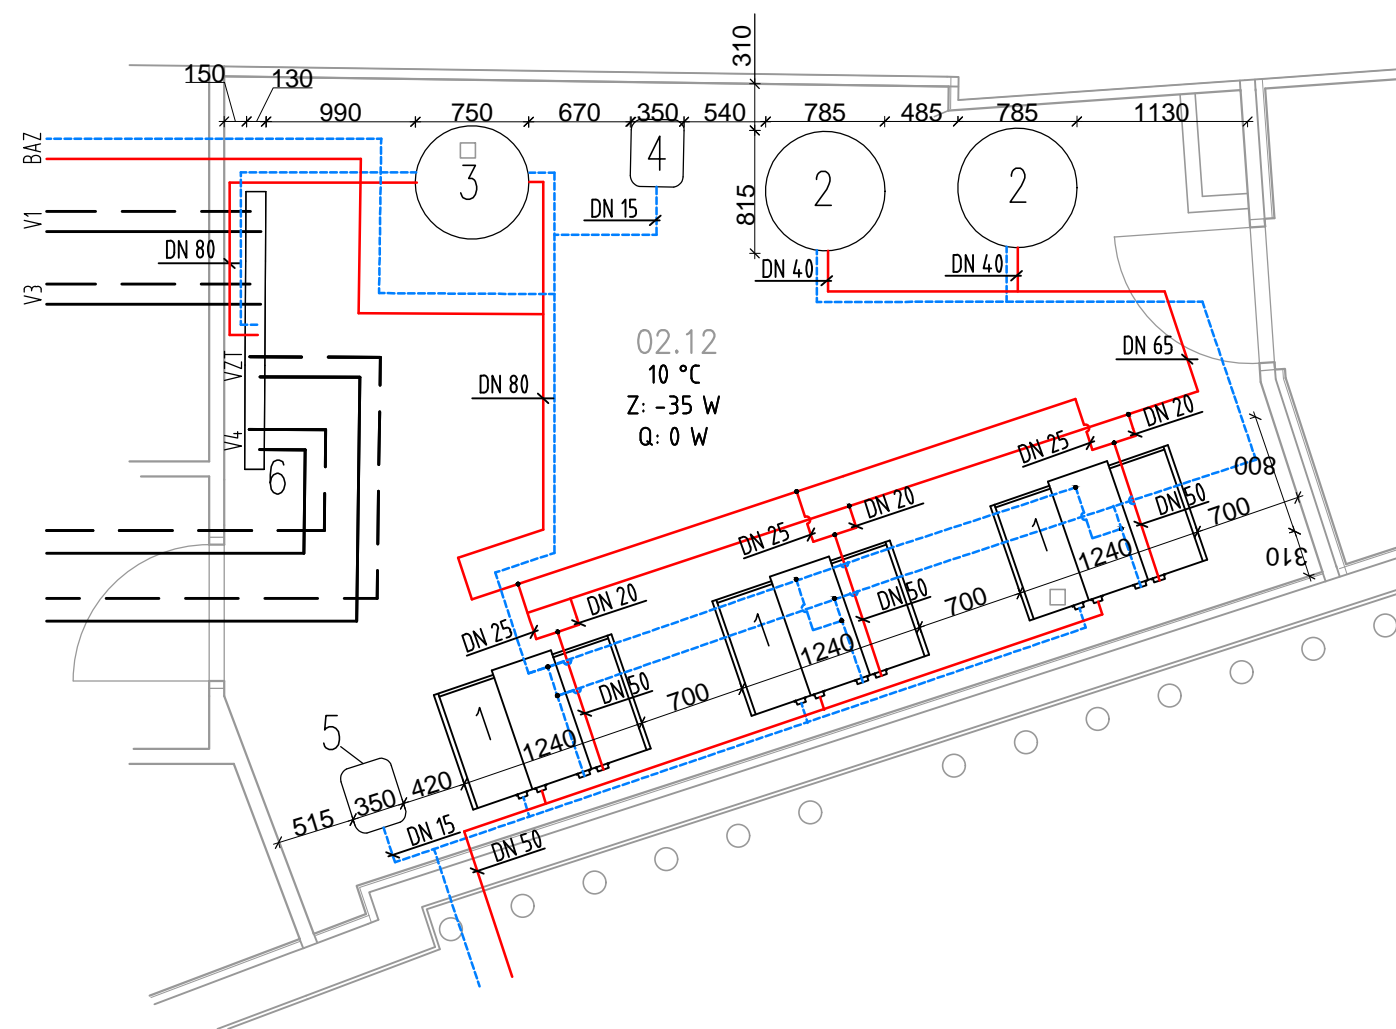 310
150
130
990
750
670
350
540
785
485
785
1130
BAZ
3
4
2
2
815
V1
DN 15
DN 80
DN 40
DN 40
V3
02.12
10 °C
Z: -35 W
Q: 0 W
DN 65
VZT
DN 80
V4
6
DN 20
DN 25
800
DN 50
700
310
DN 20
DN 25
1
1240
DN 50
700
DN 20
DN 25
1
1240
DN 50
700
1
1240
5
420
350
515
DN 15
DN 50